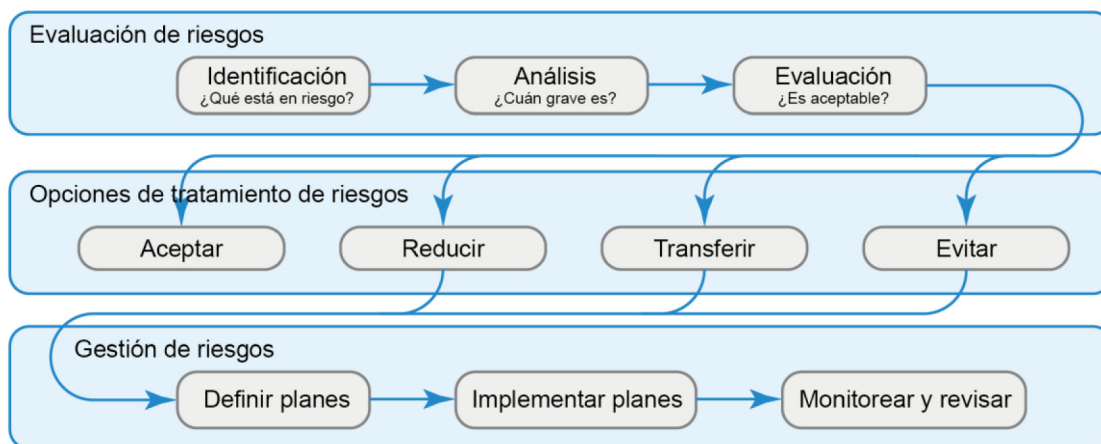 Evaluación de riesgos
Identificación
¿Qué está en riesgo?
Análisis
¿Cuán grave es?
Evaluación
¿Es aceptable?
Opciones de tratamiento de riesgos
Aceptar
Reducir
Transferir
Evitar
Gestión de riesgos
Definir planes
Implementar planes
Monitorear y revisar